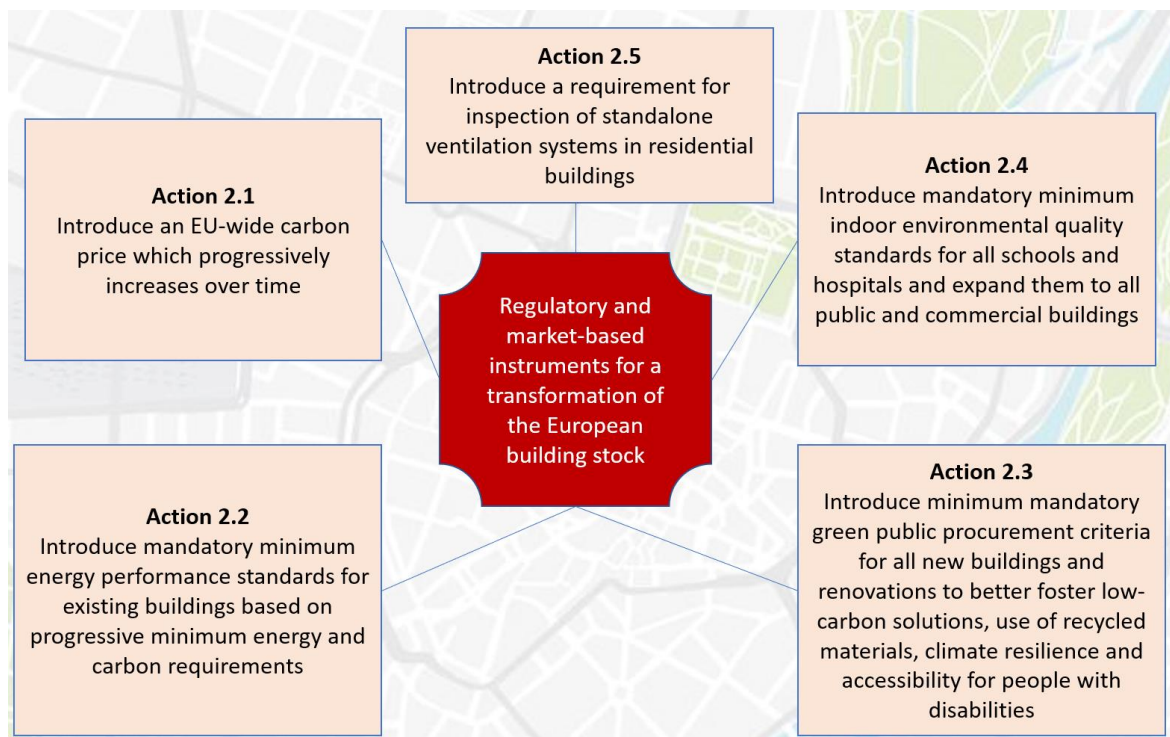 Action 2.5
Introduce a requirement for
inspection of standalone
ventilation systems in residential
buildings
Action 2.1
Introduce an EU-wide carbon
price which progressively
increases over time
Action 2.4
Introduce mandatory minimum
indoor environmental quality
standards for all schools and
hospitals and expand them to all
public and commercial buildings
Regulatory and
market-based
instruments for a
transformation of
the European
building stock
Action 2.2
Introduce mandatory minimum
energy performance standards for
existing buildings based on
progressive minimum energy and
carbon requirements
Action 2.3
Introduce minimum mandatory
green public procurement criteria
for all new buildings and
renovations to better foster low-
carbon solutions, use of recycled
materials, climate resilience and
accessibility for people with
disabilities